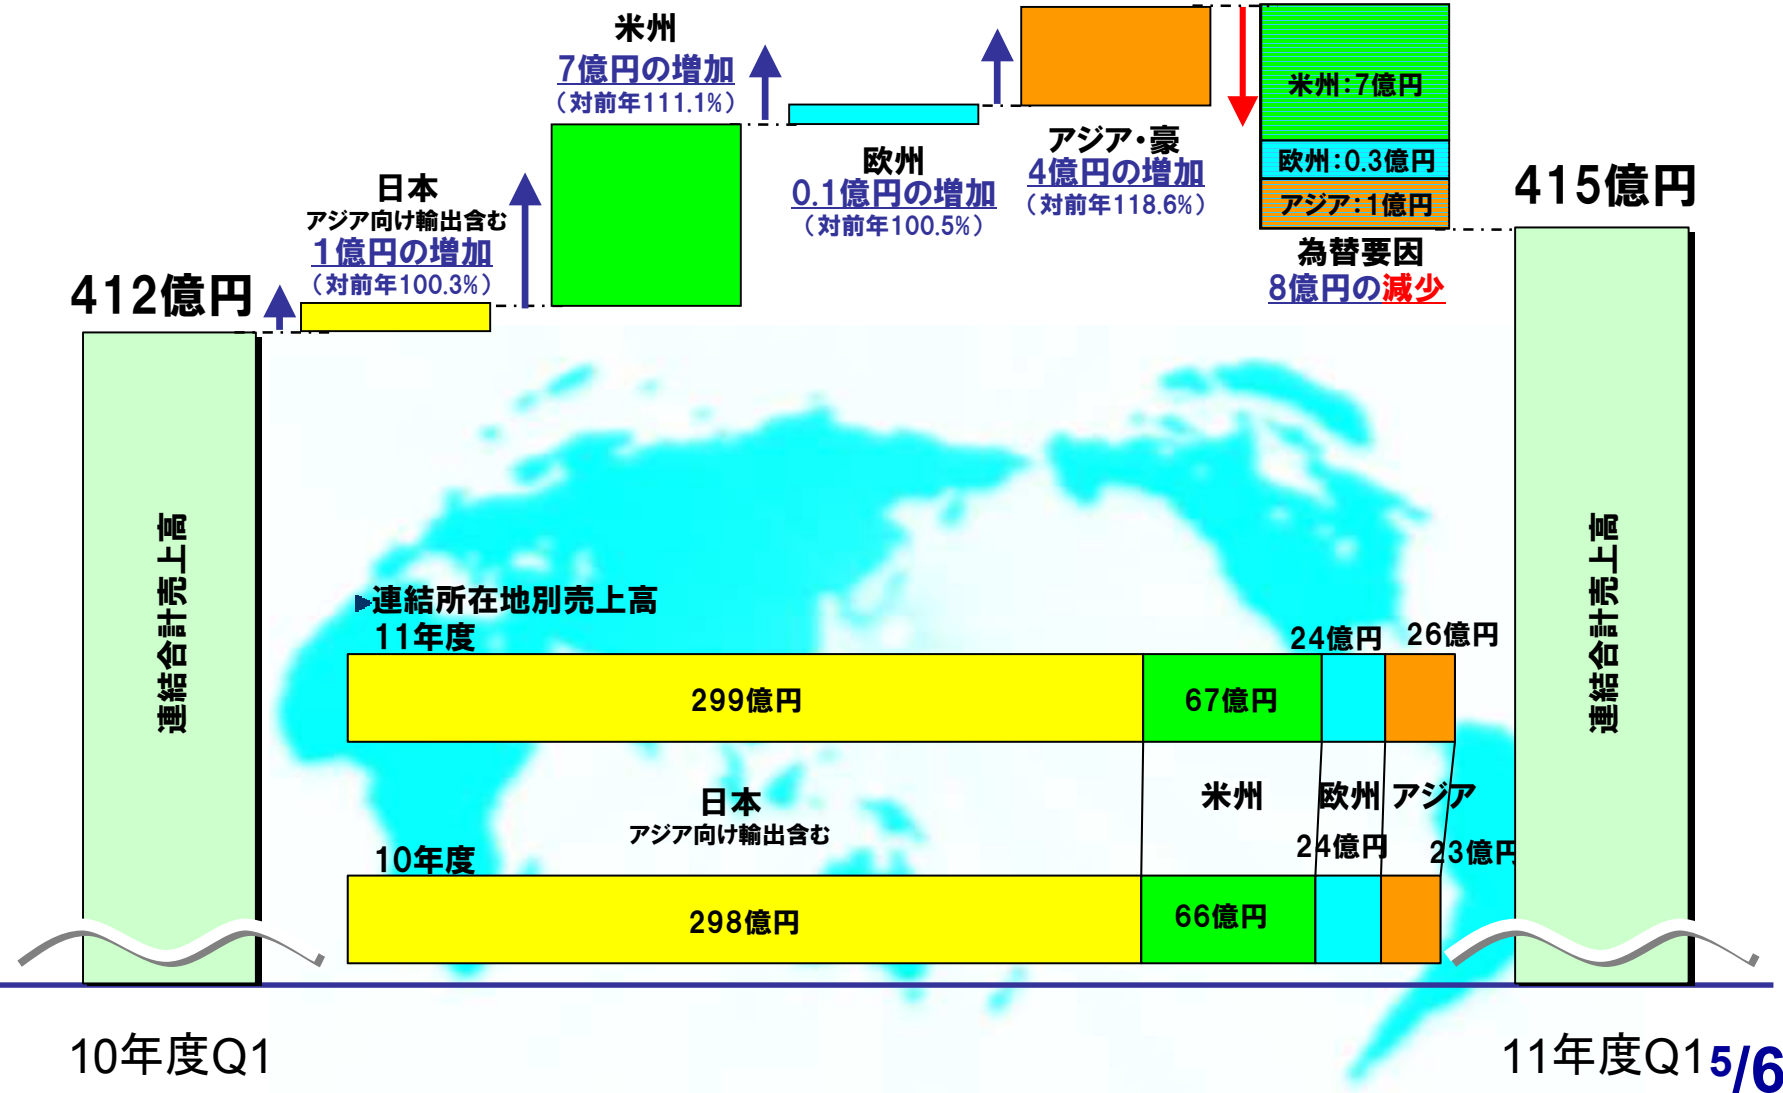 米州
7億円の増加
（対前年111.1%）
日本
アジア向け輸出含む
1億円の増加
（対前年100.3%）
412億円
欧州
0.1億円の増加
（対前年100.5%）
アジア・豪
4億円の増加
（対前年118.6%）
米州：7億円
欧州：0.3億円
アジア：1億円
為替要因
8億円の減少
415億円
連結合計売上高
連結合計売上高
連結所在地別売上高
11年度
24億円
26億円
299億円
67億円
日本
アジア向け輸出含む
米州
欧州
アジア
10年度
24億円
23億円
298億円
66億円
10年度Q1
11年度Q1
5/6